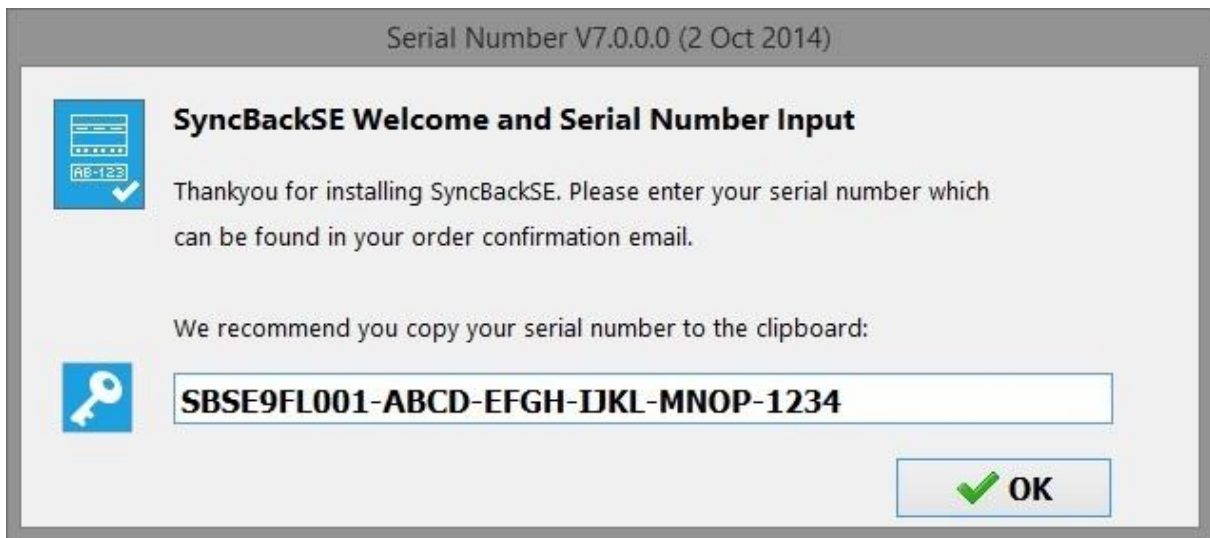 Serial Number V7.0.0.0 (2 Oct 2014)
SyncBackSE Welcome and Serial Number Input
AB-123
Thankyou for installing SyncBackSE. Please enter your serial number which
can be found in your order confirmation email.
We recommend you copy your serial number to the clipboard:
SBSE9FL001-ABCD-EFGH-IJKL-MNOP-1234
OK